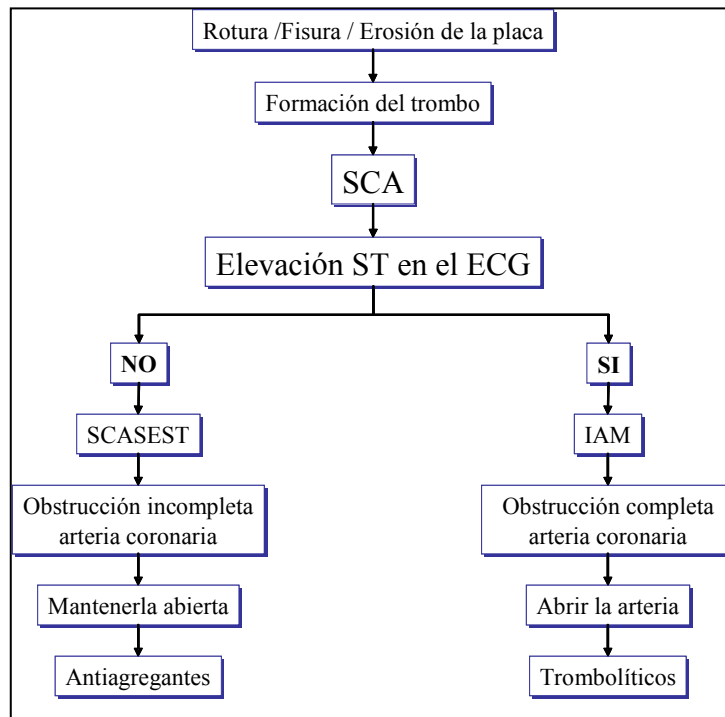 Rotura /Fisura / Erosión de la placa
Formación del trombo
SCA
Elevación ST en el ECG
NO
SI
SCASEST
IAM
Obstrucción incompleta
arteria coronaria
Obstrucción completa
arteria coronaria
Mantenerla abierta
Abrir la arteria
Antiagregantes
Trombolíticos